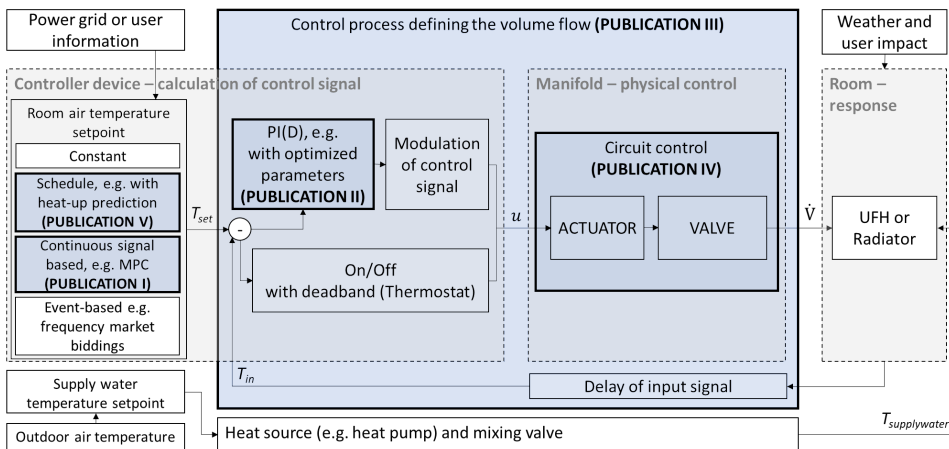 Power grid or user
information
Control process defining the volume flow (PUBLICATION III)
Weather and
user impact
Controller device – calculation of control signal
Manifold – physical control
Room –
response
Room air temperature
setpoint
Constant
Schedule, e.g. with
heat-up prediction
(PUBLICATION V)
Continuous signal
based, e.g. MPC
(PUBLICATION I)
Event-based e.g.
frequency market
biddings
T_set
-
PI(D), e.g.
with optimized
parameters
(PUBLICATION II)
Modulation
of control
signal
On/Off
with deadband (Thermostat)
u
Circuit control
(PUBLICATION IV)
ACTUATOR
VALVE
V̇
UFH or
Radiator
T_in
Delay of input signal
Supply water
temperature setpoint
Outdoor air temperature
Heat source (e.g. heat pump) and mixing valve
T_supplywater